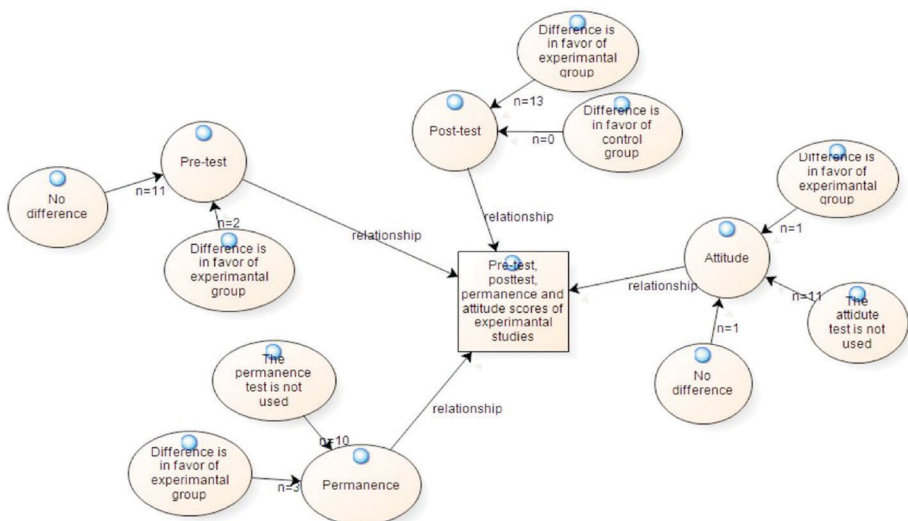 Difference is
in favor of
experimantal
group
n=13
Post-test
Difference is
in favor of
control
group
n=0
Pre-test
No
difference
n=11
n=2
Difference is
in favor of
experimantal
group
relationship
relationship
Difference is
in favor of
experimantal
group
n=1
Attitude
relationship
n=11
The
attidute
test is not
used
n=1
No
difference
Pre-test,
posttest,
permanence and
attitude scores of
experimantal
studies
The
permanence
test is not
used
n=10
relationship
Difference is
in favor of
experimantal
group
n=3
Permanence